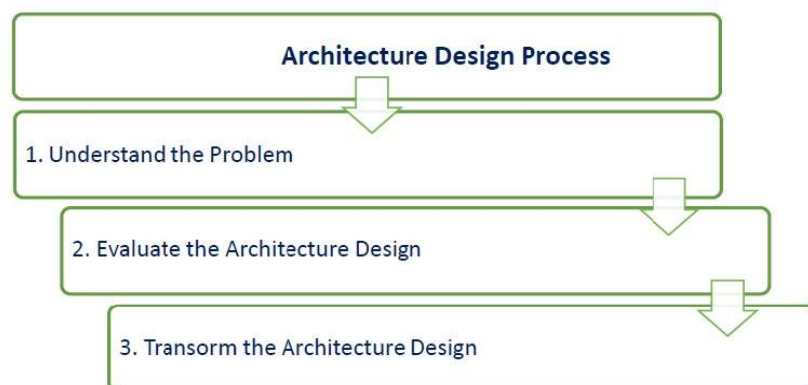 Architecture Design Process
1. Understand the Problem
2. Evaluate the Architecture Design
3. Transorm the Architecture Design